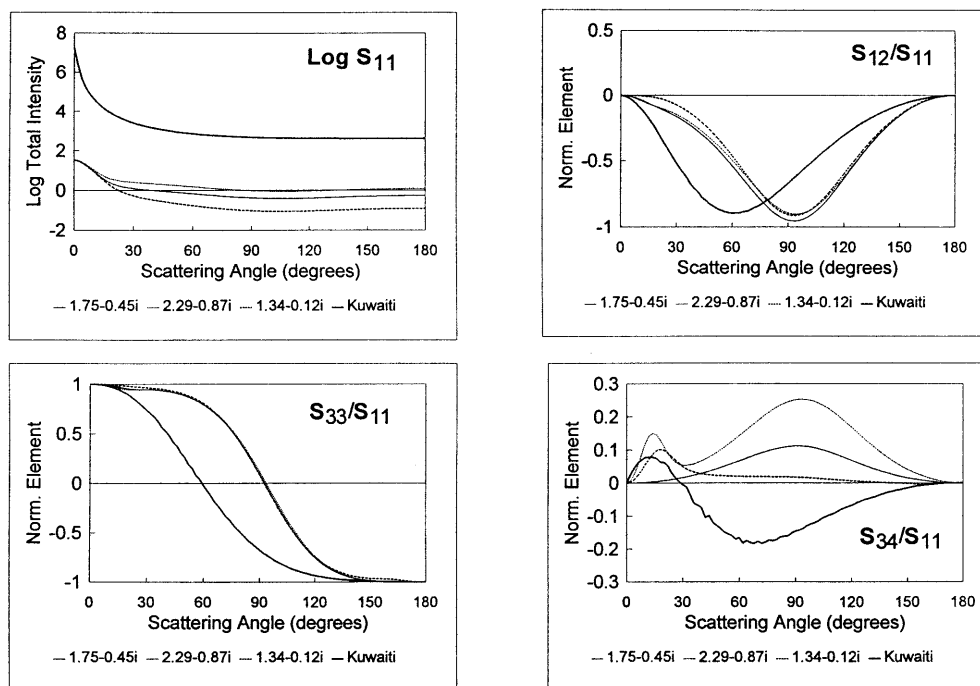 Log S11
Log Total Intensity
8
6
4
2
0
-2
0 30 60 90 120 150 180
Scattering Angle (degrees)
— 1.75-0.45i — 2.29-0.87i — 1.34-0.12i — Kuwaiti
S12/S11
Norm. Element
0.5
0
-0.5
-1
0 30 60 90 120 150 180
Scattering Angle (degrees)
— 1.75-0.45i — 2.29-0.87i — 1.34-0.12i — Kuwaiti
S33/S11
Norm. Element
1
0.5
0
-0.5
-1
0 30 60 90 120 150 180
Scattering Angle (degrees)
— 1.75-0.45i — 2.29-0.87i — 1.34-0.12i — Kuwaiti
S34/S11
Norm. Element
0.3
0.2
0.1
0
-0.1
-0.2
-0.3
0 30 60 90 120 150 180
Scattering Angle (degrees)
— 1.75-0.45i — 2.29-0.87i — 1.34-0.12i — Kuwaiti